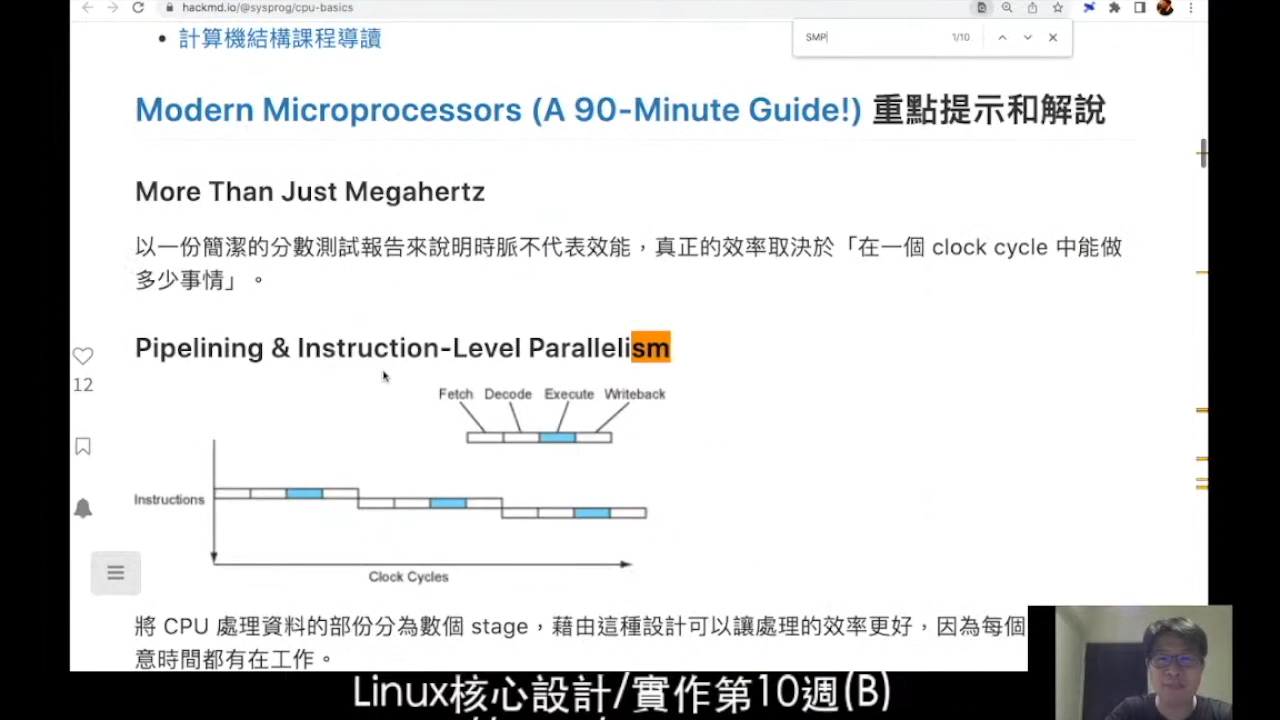 hackmd.io/@sysprog/cpu-basics
SMP
1/10
計算機結構課程導讀
Modern Microprocessors (A 90-Minute Guide!) 重點提示和解說
More Than Just Megahertz
以一份簡潔的分數測試報告來說明時脈不代表效能，真正的效率取決於「在一個 clock cycle 中能做
多少事情」。
Pipelining & Instruction-Level Parallelism
Fetch Decode Execute Writeback
12
Instructions
Clock Cycles
將 CPU 處理資料的部份分為數個 stage，藉由這種設計可以讓處理的效率更好，因為每個
意時間都有在工作。
Linux核心設計/實作第10週(B)